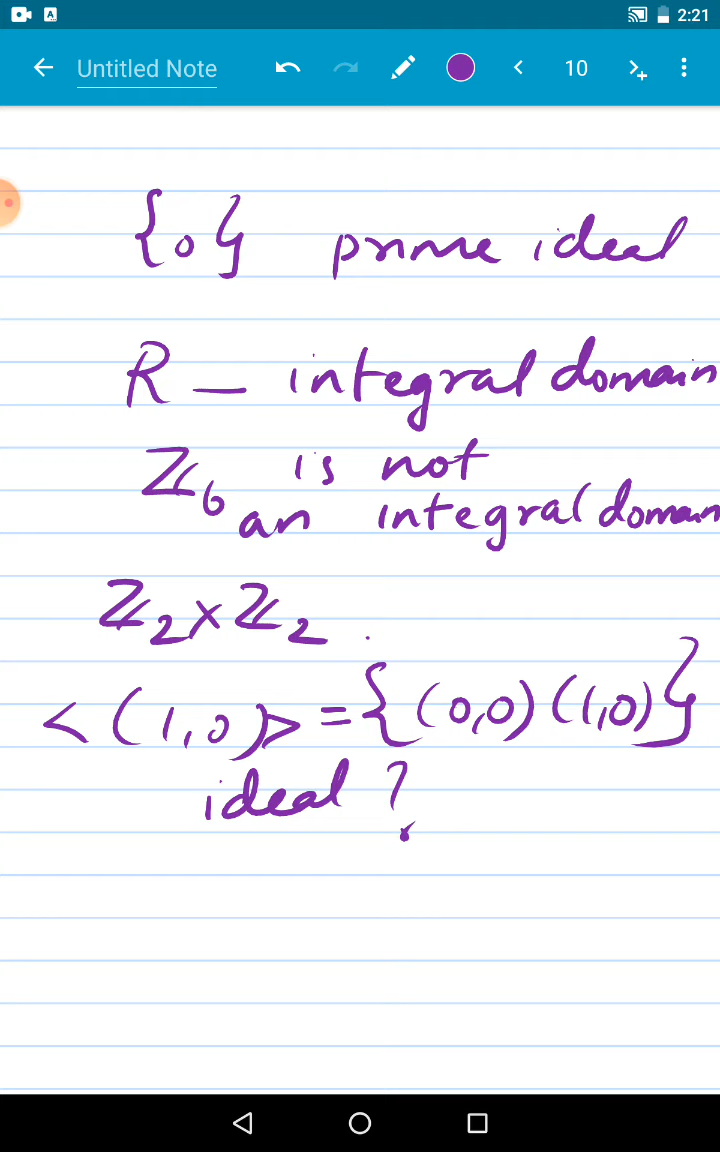 A 2:21
Untitled Note 10
{0} prime ideal
R — integral domain
ℤ₆ is not
an integral domain
ℤ₂ × ℤ₂.
<(1,0)> = {(0,0) (1,0)}
ideal ?